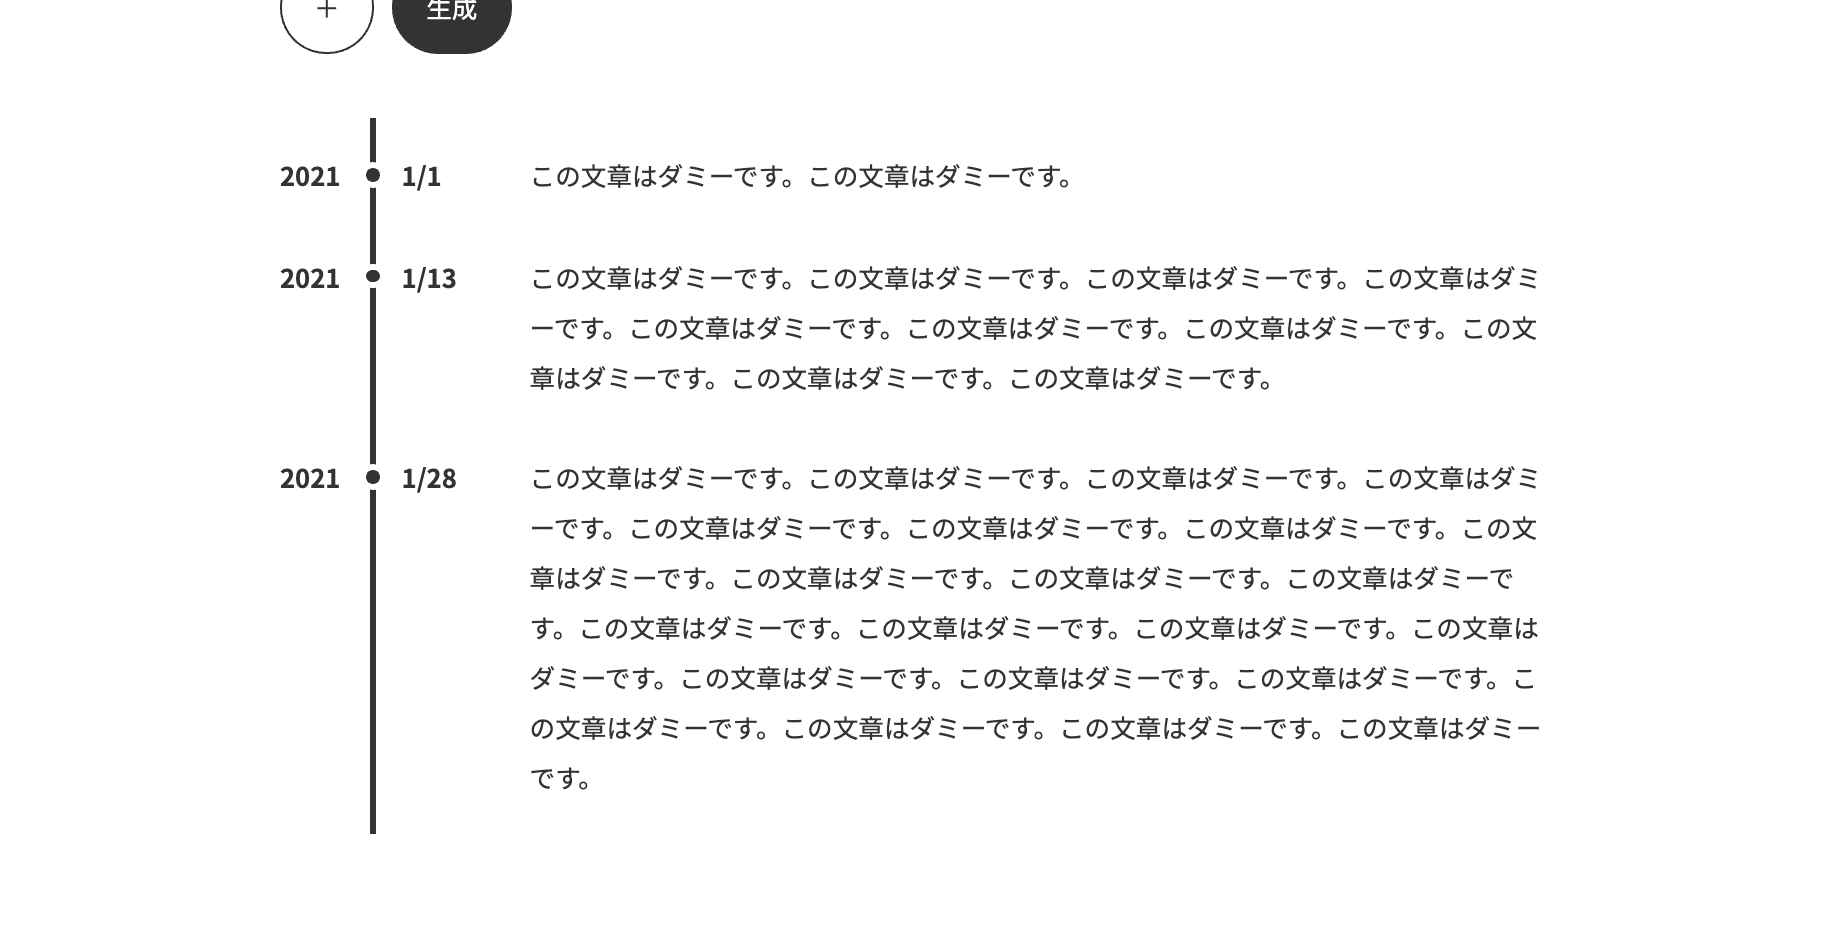 + 生成
2021 1/1 この文章はダミーです。この文章はダミーです。
2021 1/13 この文章はダミーです。この文章はダミーです。この文章はダミーです。この文章はダミ
ーです。この文章はダミーです。この文章はダミーです。この文章はダミーです。この文
章はダミーです。この文章はダミーです。この文章はダミーです。
2021 1/28 この文章はダミーです。この文章はダミーです。この文章はダミーです。この文章はダミ
ーです。この文章はダミーです。この文章はダミーです。この文章はダミーです。この文
章はダミーです。この文章はダミーです。この文章はダミーです。この文章はダミーで
す。この文章はダミーです。この文章はダミーです。この文章はダミーです。この文章は
ダミーです。この文章はダミーです。この文章はダミーです。この文章はダミーです。こ
の文章はダミーです。この文章はダミーです。この文章はダミーです。この文章はダミー
です。